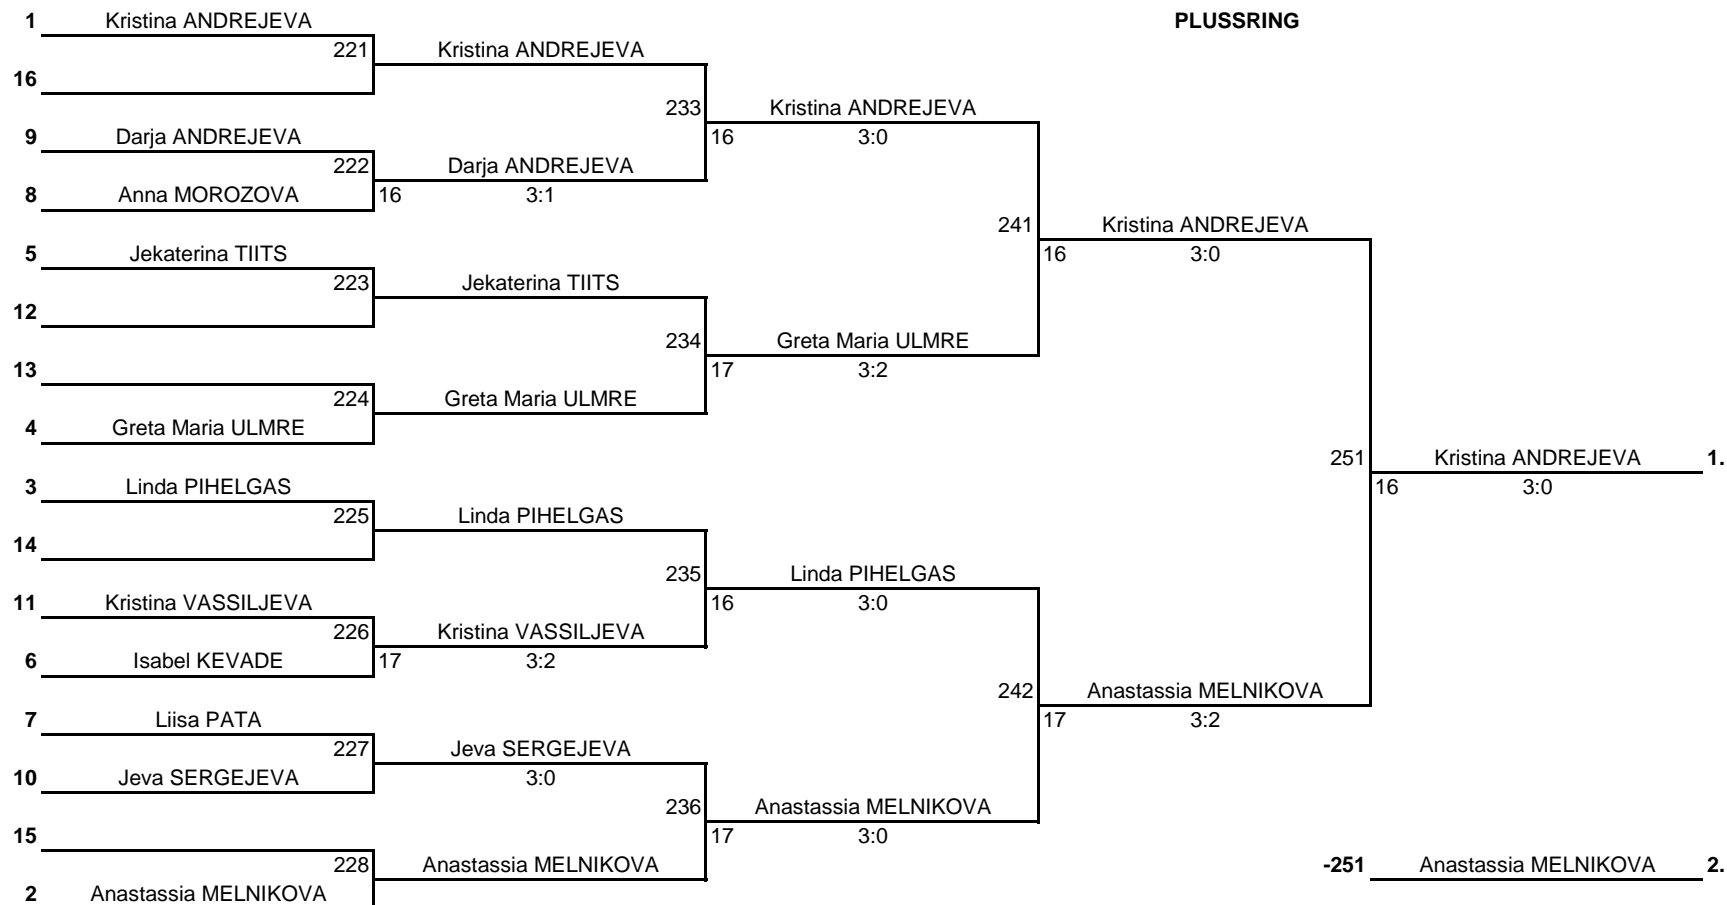 1 Kristina ANDREJEVA PLUSSRING
221 Kristina ANDREJEVA
16
233 Kristina ANDREJEVA
9 Darja ANDREJEVA 16 3:0
222 Darja ANDREJEVA
8 Anna MOROZOVA 16 3:1
241 Kristina ANDREJEVA
5 Jekaterina TIITS 16 3:0
223 Jekaterina TIITS
12
234 Greta Maria ULMRE
13 17 3:2
224 Greta Maria ULMRE
4 Greta Maria ULMRE
251 Kristina ANDREJEVA 1.
3 Linda PIHELGAS 16 3:0
225 Linda PIHELGAS
14
235 Linda PIHELGAS
11 Kristina VASSILJEVA 16 3:0
226 Kristina VASSILJEVA
6 Isabel KEVADE 17 3:2
242 Anastassia MELNIKOVA
7 Liisa PATA 17 3:2
227 Jeva SERGEJEVA
10 Jeva SERGEJEVA 3:0
236 Anastassia MELNIKOVA
15 17 3:0
228 Anastassia MELNIKOVA -251 Anastassia MELNIKOVA 2.
2 Anastassia MELNIKOVA